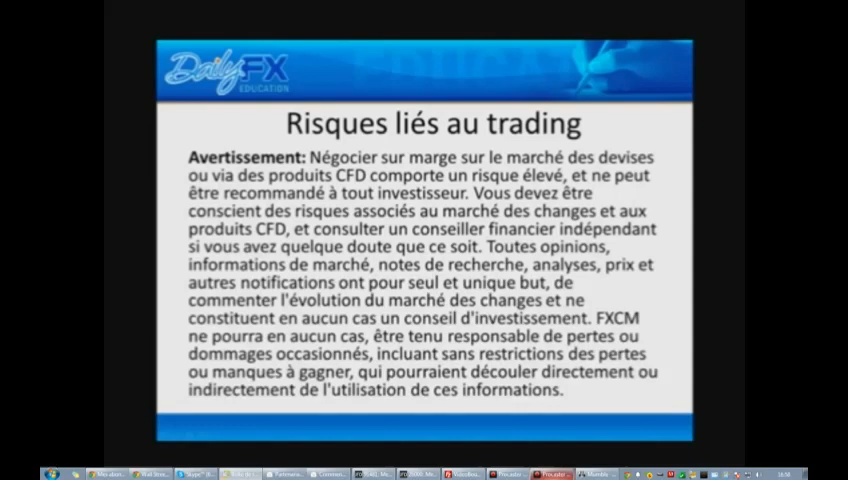 DailyFX
EDUCATION
Risques liés au trading
Avertissement: Négocier sur marge sur le marché des devises
ou via des produits CFD comporte un risque élevé, et ne peut
être recommandé à tout investisseur. Vous devez être
conscient des risques associés au marché des changes et aux
produits CFD, et consulter un conseiller financier indépendant
si vous avez quelque doute que ce soit. Toutes opinions,
informations de marché, notes de recherche, analyses, prix et
autres notifications ont pour seul et unique but, de
commenter l'évolution du marché des changes et ne
constituent en aucun cas un conseil d'investissement. FXCM
ne pourra en aucun cas, être tenu responsable de pertes ou
dommages occasionnés, incluant sans restrictions des pertes
ou manques à gagner, qui pourraient découler directement ou
indirectement de l'utilisation de ces informations.